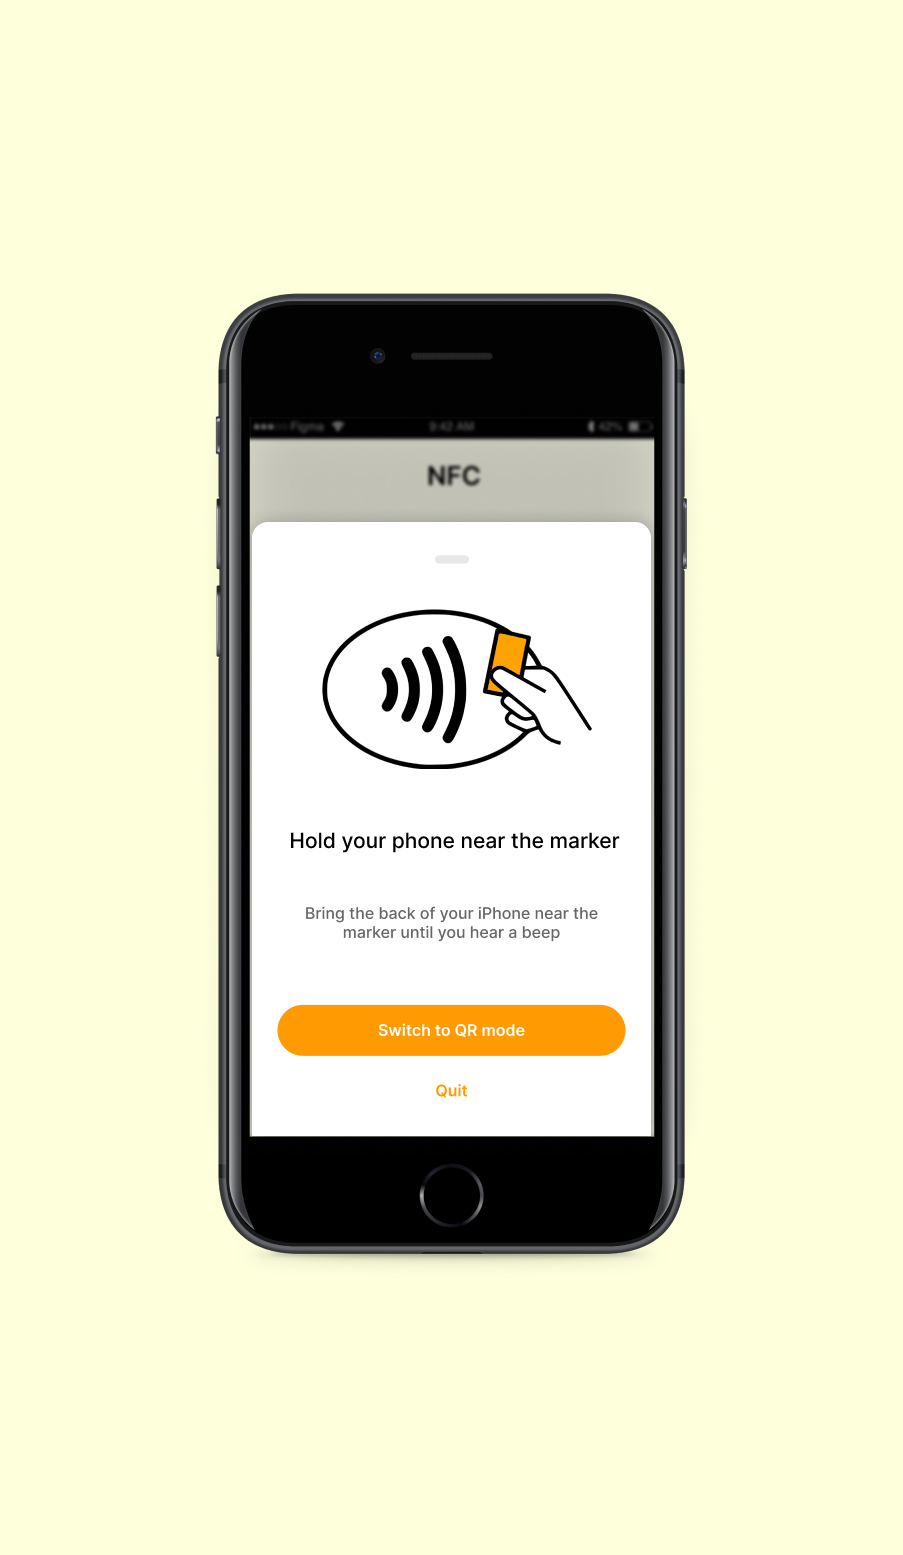 Figma 9:42 AM 42%
NFC
Hold your phone near the marker
Bring the back of your iPhone near the
marker until you hear a beep
Switch to QR mode
Quit